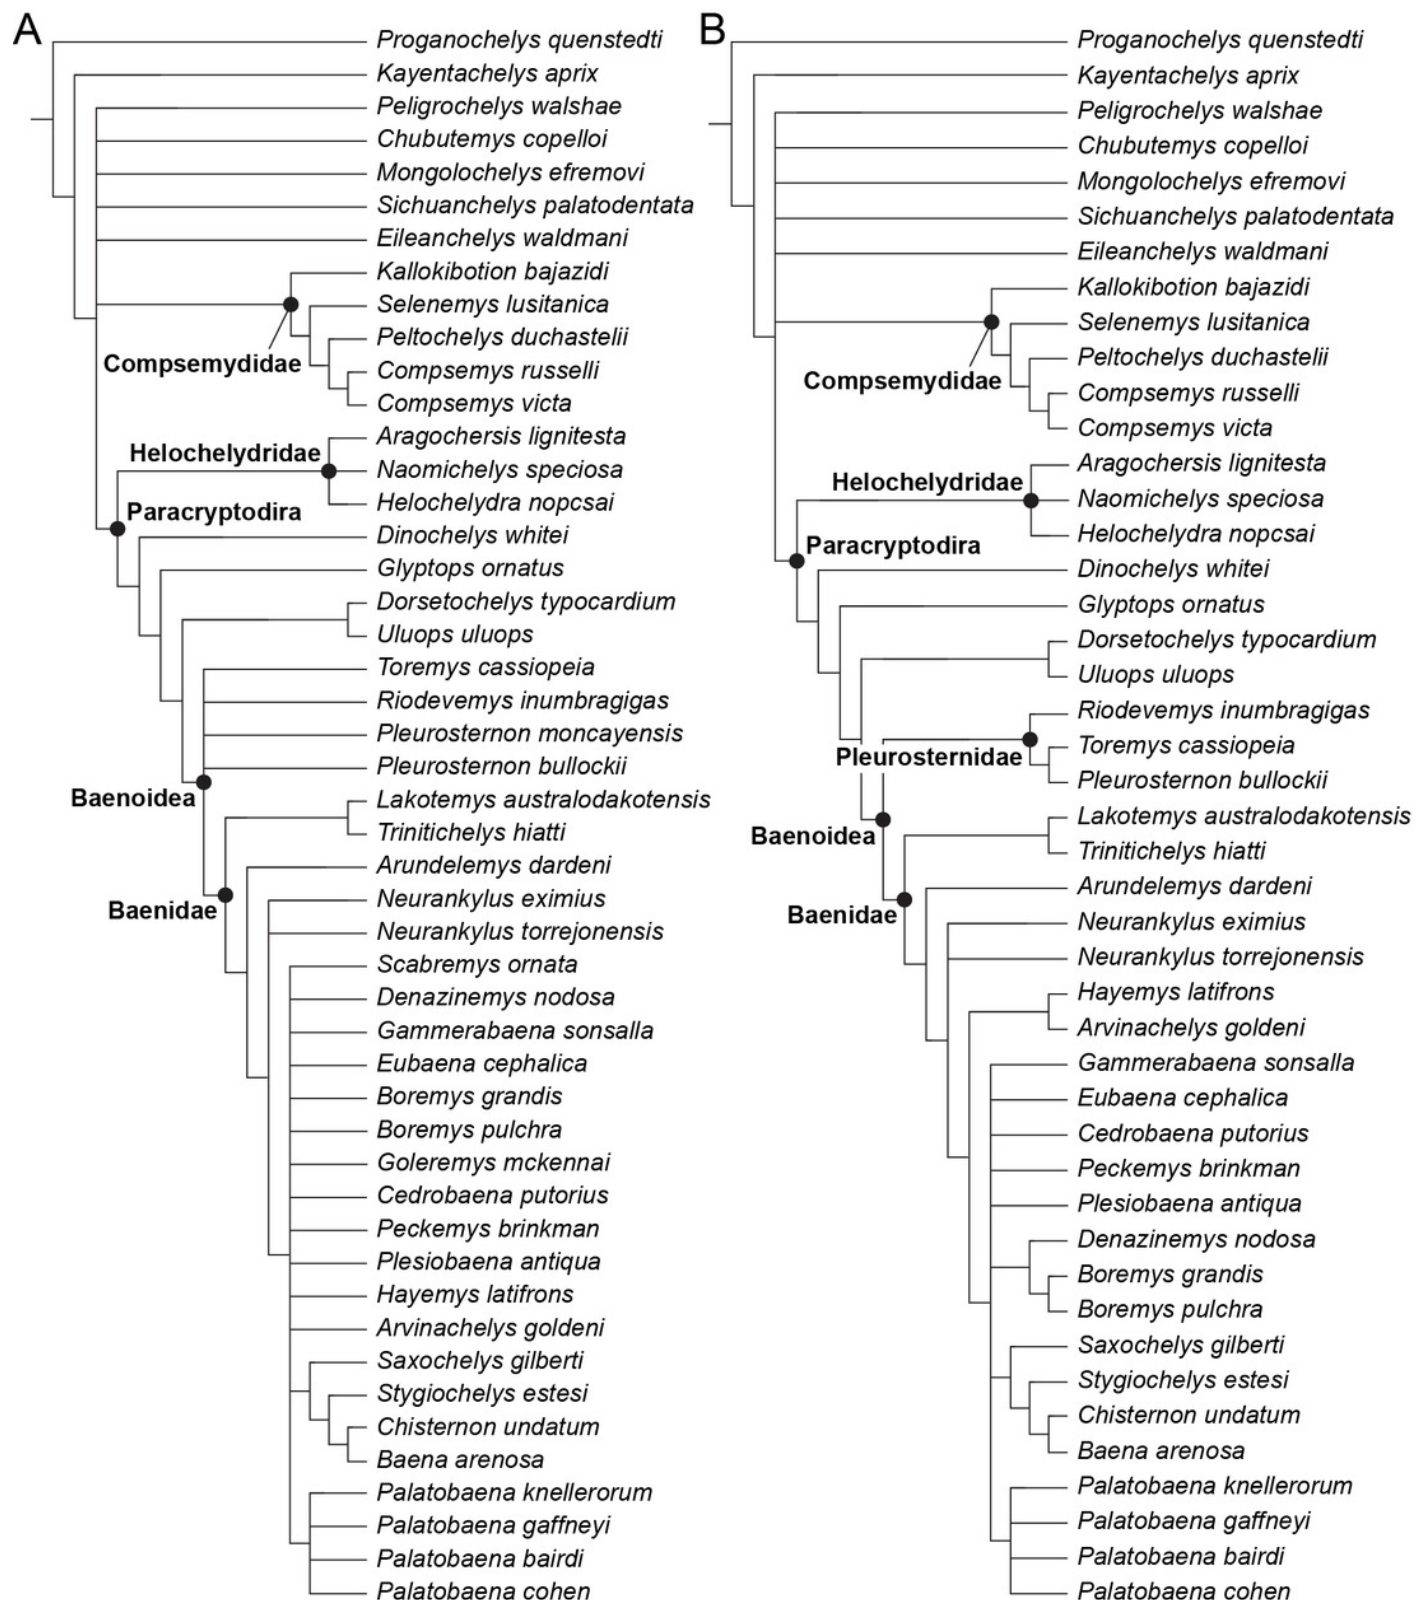 A
Proganochelys quenstedti
Kayentachelys aprix
Peligrochelys walshae
Chubutemys copelloi
Mongolochelys efremovi
Sichuanchelys palatodentata
Eileanchelys waldmani
Kallokibotion bajazidi
Selenemys lusitanica
Peltochelys duchastelii
Compsemydidae
Compsemys russelli
Compsemys victa
Aragochersis lignitesta
Helochelydridae
Naomichelys speciosa
Helochelydra nopcsai
Paracryptodira
Dinochelys whitei
Glyptops ornatus
Dorsetochelys typocardium
Uluops uluops
Toremys cassiopeia
Riodevemys inumbragigas
Pleurosternon moncayensis
Pleurosternon bullockii
Baenoidea
Lakotemys australodakotensis
Trinitichelys hiatti
Arundelemys dardeni
Neurankylus eximius
Baenidae
Neurankylus torrejonensis
Scabremys ornata
Denazinemys nodosa
Gammerabaena sonsalla
Eubaena cephalica
Boremys grandis
Boremys pulchra
Goleremys mckennai
Cedrobaena putorius
Peckemys brinkman
Plesiobaena antiqua
Hayemys latifrons
Arvinachelys goldeni
Saxochelys gilberti
Stygiochelys estesi
Chisternon undatum
Baena arenosa
Palatobaena knellerorum
Palatobaena gaffneyi
Palatobaena bairdi
Palatobaena cohen
B
Proganochelys quenstedti
Kayentachelys aprix
Peligrochelys walshae
Chubutemys copelloi
Mongolochelys efremovi
Sichuanchelys palatodentata
Eileanchelys waldmani
Kallokibotion bajazidi
Selenemys lusitanica
Peltochelys duchastelii
Compsemydidae
Compsemys russelli
Compsemys victa
Aragochersis lignitesta
Helochelydridae
Naomichelys speciosa
Helochelydra nopcsai
Paracryptodira
Dinochelys whitei
Glyptops ornatus
Dorsetochelys typocardium
Uluops uluops
Riodevemys inumbragigas
Toremys cassiopeia
Pleurosternidae
Pleurosternon bullockii
Lakotemys australodakotensis
Baenoidea
Trinitichelys hiatti
Arundelemys dardeni
Baenidae
Neurankylus eximius
Neurankylus torrejonensis
Hayemys latifrons
Arvinachelys goldeni
Gammerabaena sonsalla
Eubaena cephalica
Cedrobaena putorius
Peckemys brinkman
Plesiobaena antiqua
Denazinemys nodosa
Boremys grandis
Boremys pulchra
Saxochelys gilberti
Stygiochelys estesi
Chisternon undatum
Baena arenosa
Palatobaena knellerorum
Palatobaena gaffneyi
Palatobaena bairdi
Palatobaena cohen